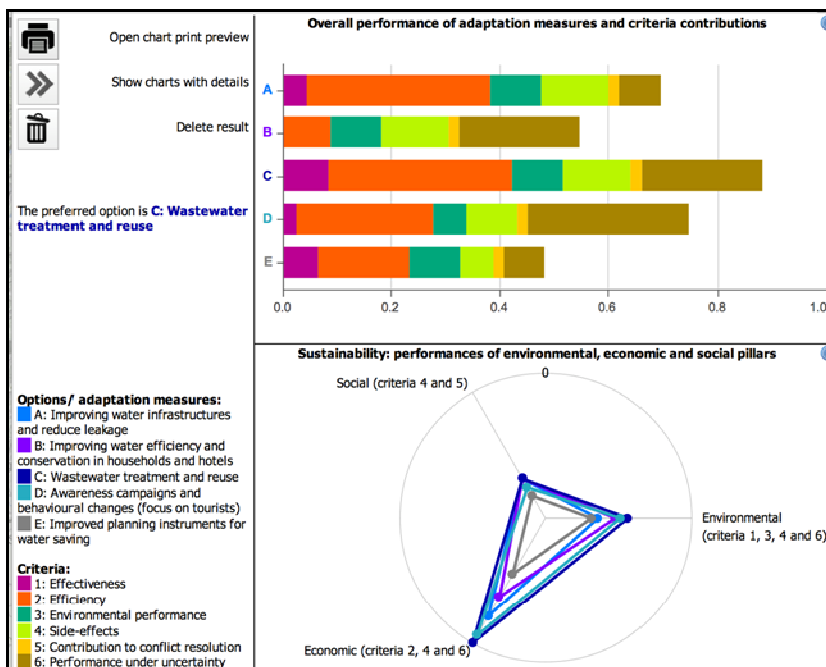 Open chart print preview
Show charts with details
Delete result
The preferred option is C: Wastewater
treatment and reuse
Overall performance of adaptation measures and criteria contributions
A
B
C
D
E
0.0
0.2
0.4
0.6
0.8
1.0
Options/ adaptation measures:
A: Improving water infrastructures
and reduce leakage
B: Improving water efficiency and
conservation in households and hotels
C: Wastewater treatment and reuse
D: Awareness campaigns and
behavioural changes (focus on tourists)
E: Improved planning instruments for
water saving
Criteria:
1: Effectiveness
2: Efficiency
3: Environmental performance
4: Side-effects
5: Contribution to conflict resolution
6: Performance under uncertainty
Sustainability: performances of environmental, economic and social pillars
0
Social (criteria 4 and 5)
Environmental
(criteria 1, 3, 4 and 6)
Economic (criteria 2, 4 and 6)